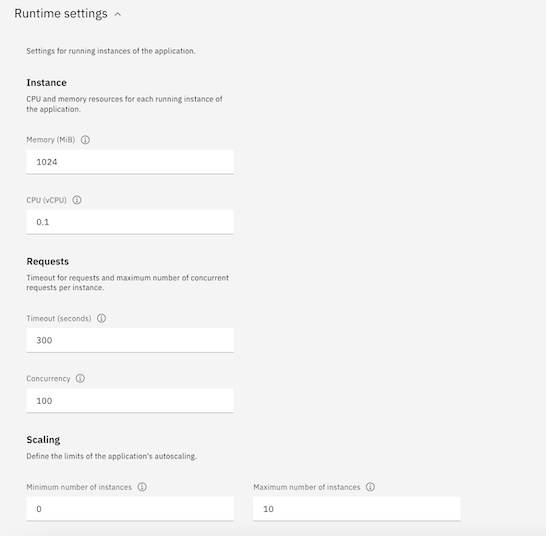 Runtime settings
Settings for running instances of the application.
Instance
CPU and memory resources for each running instance of
the application.
Memory (MiB)
1024
CPU (vCPU)
0.1
Requests
Timeout for requests and maximum number of concurrent
requests per instance.
Timeout (seconds)
300
Concurrency
100
Scaling
Define the limits of the application's autoscaling.
Minimum number of instances Maximum number of instances
0 10